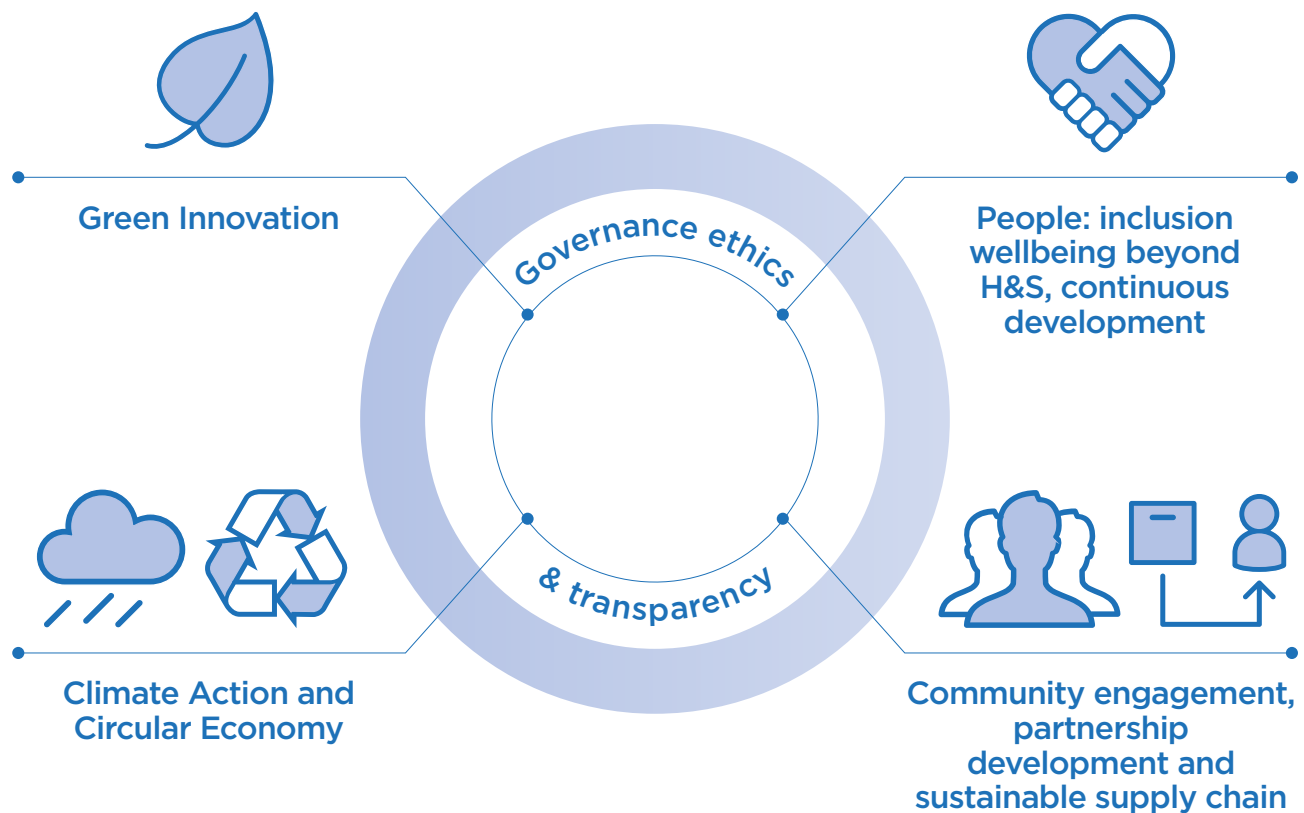 Green Innovation
People: inclusion
wellbeing beyond
H&S, continuous
development
Governance ethics
& transparency
Climate Action and
Circular Economy
Community engagement,
partnership
development and
sustainable supply chain